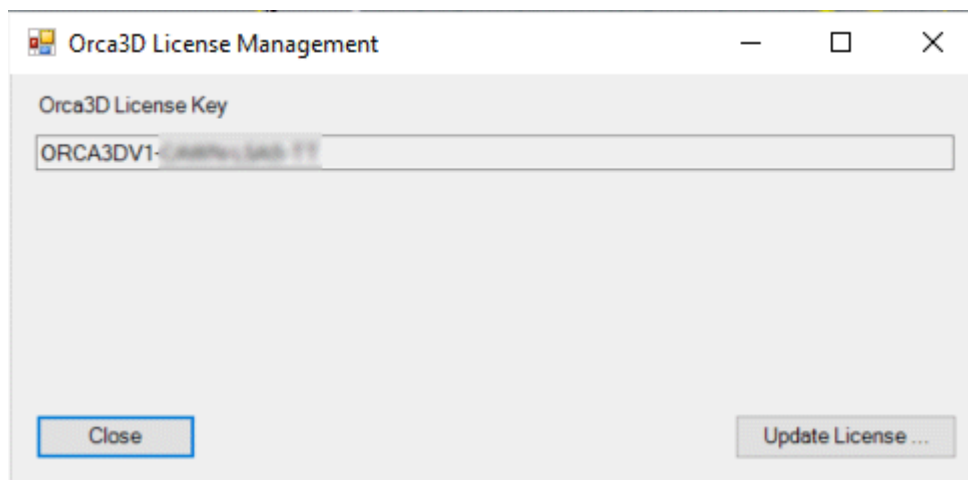 Orca3D License Management
Orca3D License Key
ORCA3DV1-
Close
Update License ...